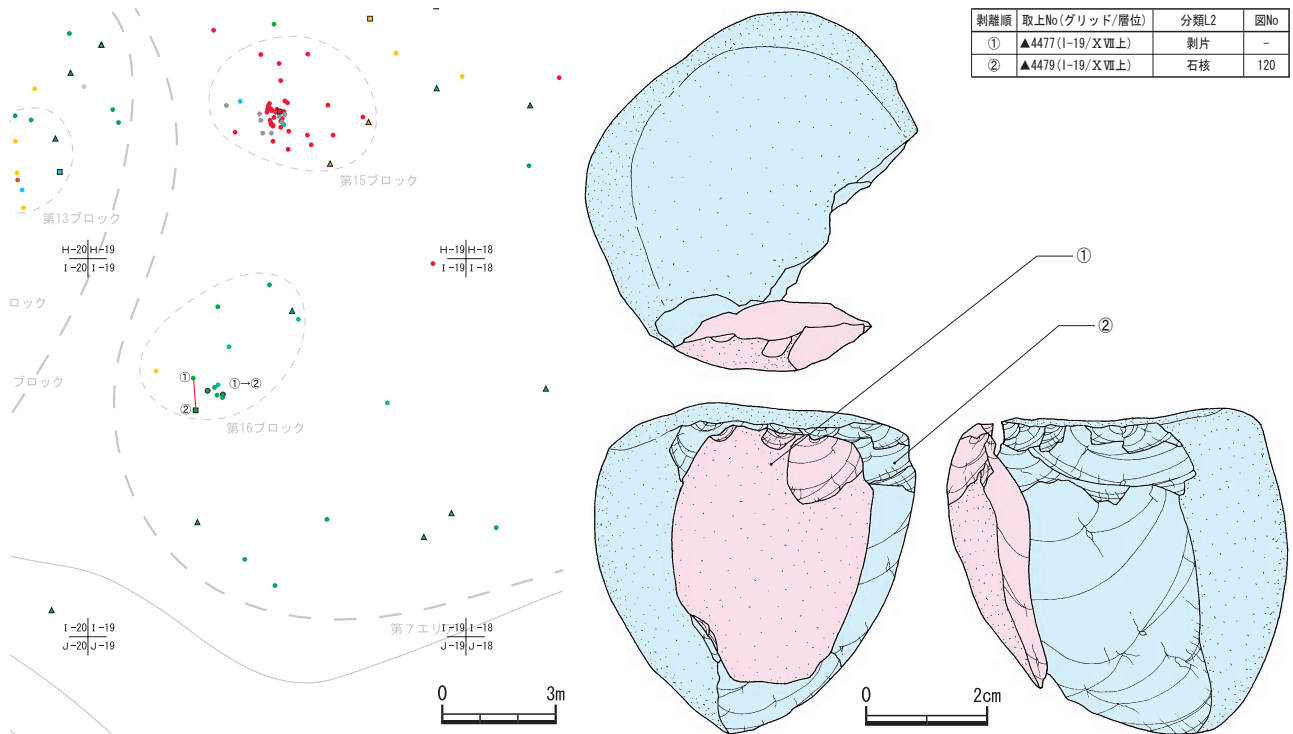 剥離順 取上No(グリッド/層位) 分類L2 図No
① ▲4477(I-19/ⅩⅦ上) 剥片 -
② ▲4479(I-19/ⅩⅦ上) 石核 120
第15ブロック
第13ブロック
H-20 H-19
I-20 I-19
H-19 H-18
I-19 I-18
ロック
ブロック
①
①→②
②
第16ブロック
第7エリ
I-20 I-19
J-20 J-19
I-19 I-18
J-19 J-18
0 3m
①
②
0 2cm